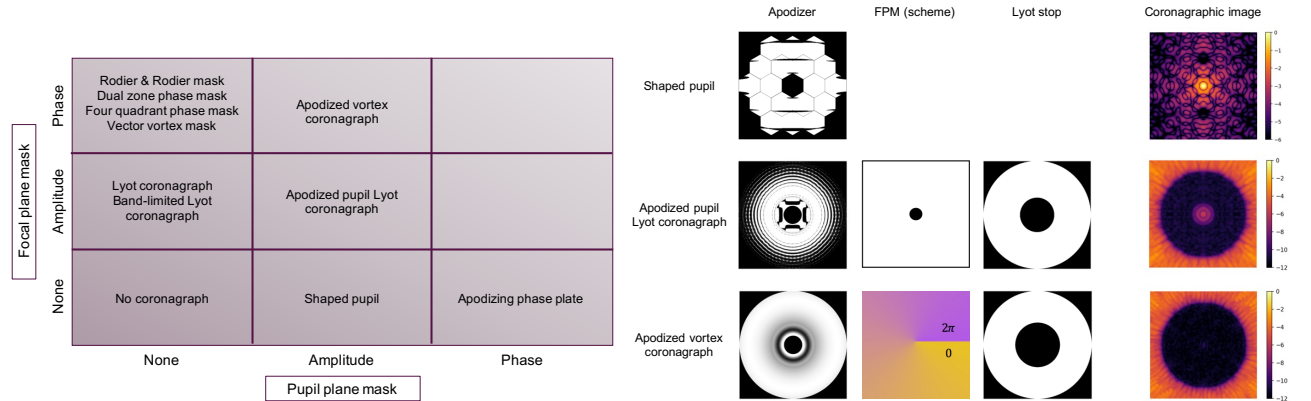 Focal plane mask
Phase
Amplitude
None
Rodier & Rodier mask
Dual zone phase mask
Four quadrant phase mask
Vector vortex mask
Apodized vortex
coronagraph
Lyot coronagraph
Band-limited Lyot
coronagraph
Apodized pupil Lyot
coronagraph
No coronagraph
Shaped pupil
Apodizing phase plate
None
Amplitude
Phase
Pupil plane mask
Apodizer
FPM (scheme)
Lyot stop
Coronagraphic image
Shaped pupil
0
−1
−2
−3
−4
−5
−6
Apodized pupil
Lyot coronagraph
0
−2
−4
−6
−8
−10
−12
Apodized vortex
coronagraph
2π
0
0
−2
−4
−6
−8
−10
−12